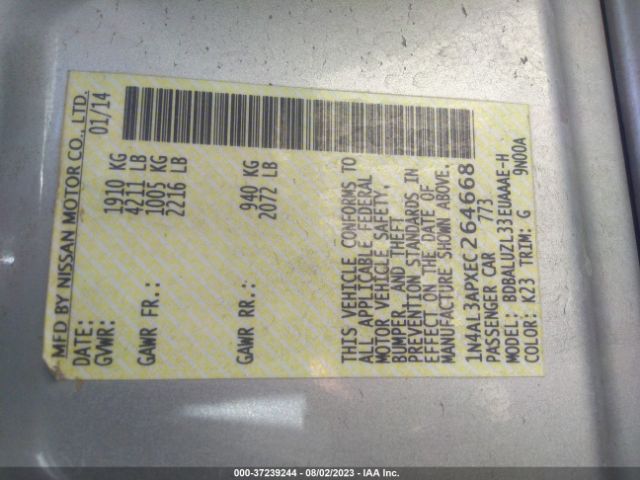 MFD BY NISSAN MOTOR CO., LTD.
DATE: 01/14
GVWR: 1910 KG
4211 LB
GAWR FR.: 1005 KG
2216 LB
GAWR RR.: 940 KG
2072 LB
THIS VEHICLE CONFORMS TO
ALL APPLICABLE FEDERAL
MOTOR VEHICLE SAFETY,
BUMPER, AND THEFT
PREVENTION STANDARDS IN
EFFECT ON THE DATE OF
MANUFACTURE SHOWN ABOVE.
1N4AL3APXEC264668
PASSENGER CAR 773
MODEL: BDBALUZL33EUAAAE-H
COLOR: K23 TRIM: G 9N00A
000-37239244 - 08/02/2023 - IAA Inc.